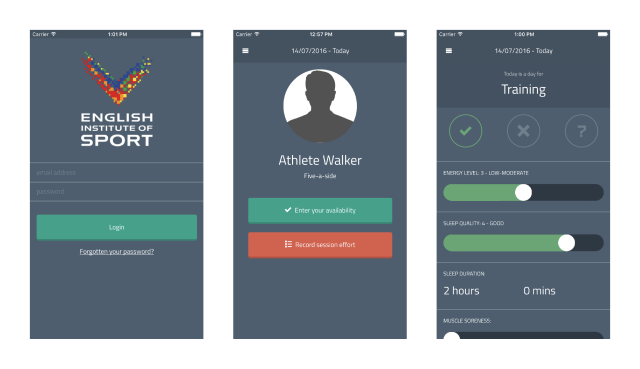 Carrier 1:01 PM
ENGLISH
INSTITUTE OF
SPORT
email address
password
Login
Forgotten your password?
Carrier 12:57 PM
14/07/2016 - Today
Athlete Walker
Five-a-side
Enter your availability
Record session effort
Carrier 1:00 PM
14/07/2016 - Today
Today is a day for
Training
?
ENERGY LEVEL: 3 - LOW-MODERATE
SLEEP QUALITY: 4 - GOOD
SLEEP DURATION:
2 hours 0 mins
MUSCLE SORENESS: